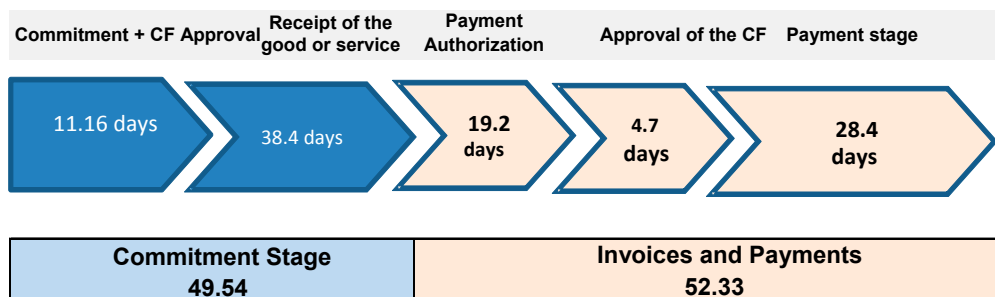 Commitment + CF Approval
Receipt of the
good or service
Payment
Authorization
Approval of the CF
Payment stage
11.16 days
38.4 days
19.2
days
4.7
days
28.4
days
Commitment Stage
49.54
Invoices and Payments
52.33